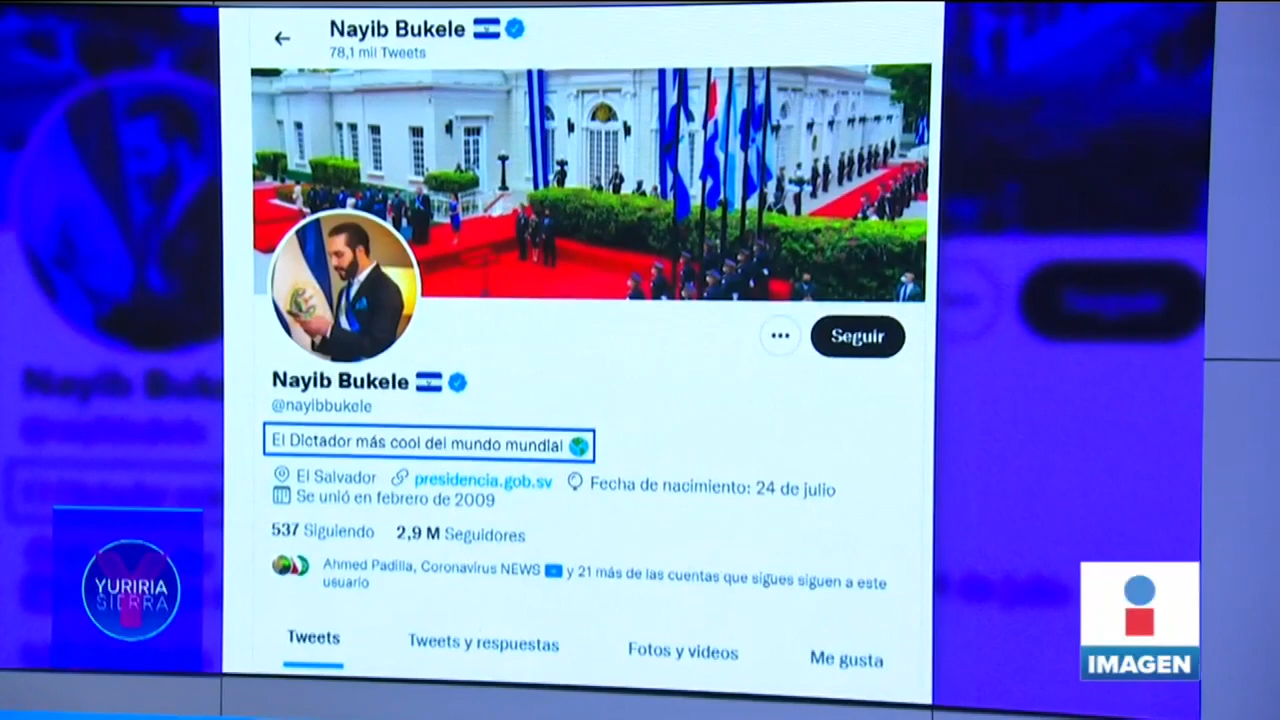 Nayib Bukele
78,1 mil Tweets
Seguir
Nayib Bukele
@nayibbukele
El Dictador más cool del mundo mundial
El Salvador presidencia.gob.sv Fecha de nacimiento: 24 de julio
Se unió en febrero de 2009
537 Siguiendo 2,9 M Seguidores
Ahmed Padilla, Coronavirus NEWS y 21 más de las cuentas que sigues siguen a este
usuario
Tweets Tweets y respuestas Fotos y videos Me gusta
YURIRIA
SIERRA
IMAGEN